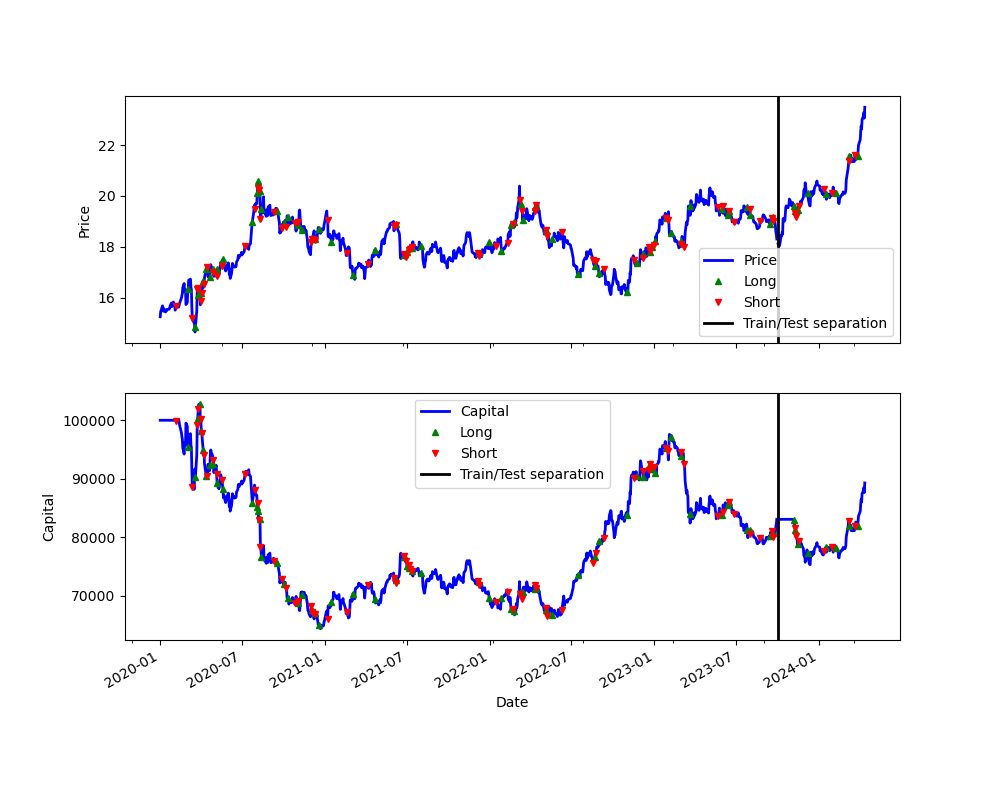 22
20
18
16
Price
Price
Long
Short
Train/Test separation
100000
90000
80000
70000
Capital
Capital
Long
Short
Train/Test separation
2020-01
2020-07
2021-01
2021-07
2022-01
2022-07
2023-01
2023-07
2024-01
Date